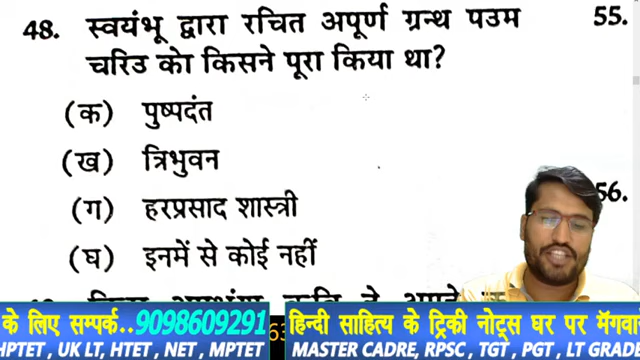 48. स्वयंभू द्वारा रचित अपूर्ण ग्रन्थ पउम
चरिउ को किसने पूरा किया था?
(क) पुष्पदंत
(ख) त्रिभुवन
(ग) हरप्रसाद शास्त्री
(घ) इनमें से कोई नहीं
55.
56.
के लिए सम्पर्क..9098609291
HPTET, UK LT, HTET, NET, MPTET
हिन्दी साहित्य के ट्रिकी नोट्स घर पर मॅगवा
MASTER CADRE, RPSC, TGT, PGT, LT GRAD